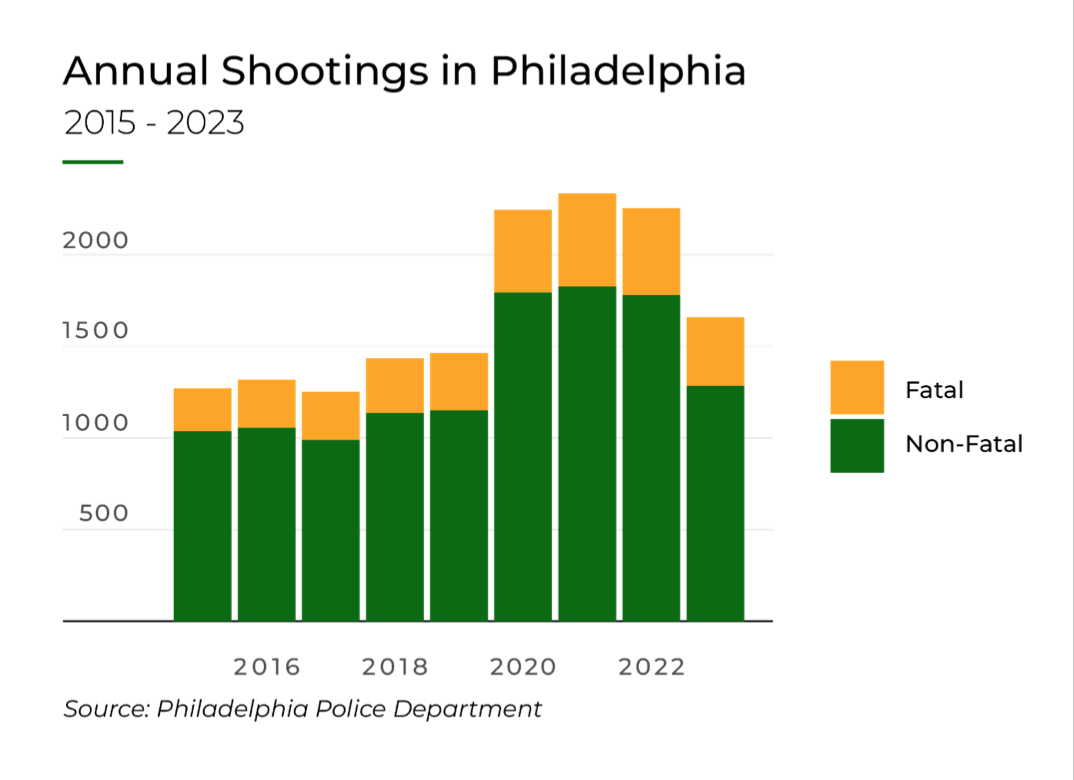 Annual Shootings in Philadelphia
2015 - 2023
2000
1500
1000
500
Fatal
Non-Fatal
2016 2018 2020 2022
Source: Philadelphia Police Department